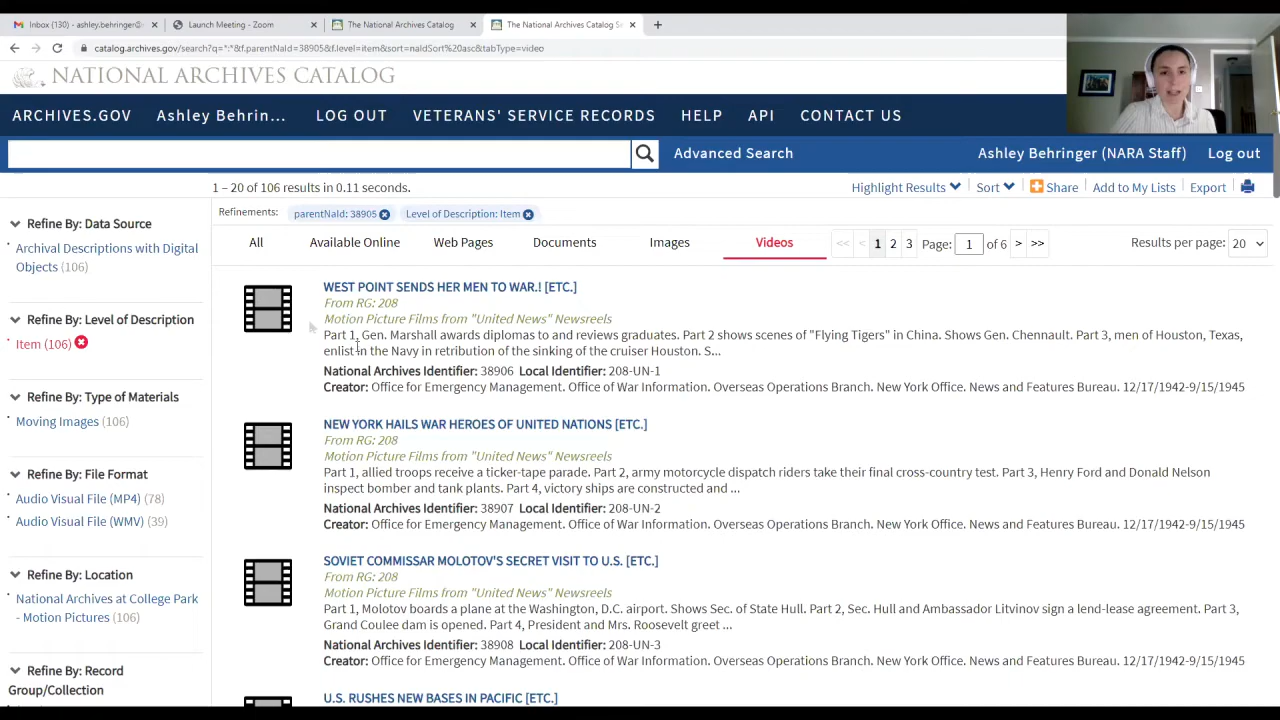 Inbox (130) - ashley.behringer@
Launch Meeting - Zoom
The National Archives Catalog
The National Archives Catalog S
catalog.archives.gov/search?q=*:*&f.parentNaId=38905&f.level=item&sort=naIdSort%20asc&tabType=video
NATIONAL ARCHIVES CATALOG
ARCHIVES.GOV Ashley Behrin... LOG OUT VETERANS' SERVICE RECORDS HELP API CONTACT US
Advanced Search Ashley Behringer (NARA Staff) Log out
1 – 20 of 106 results in 0.11 seconds.
Highlight Results Sort Share Add to My Lists Export
Refinements: parentNaId: 38905 Level of Description: Item
All Available Online Web Pages Documents Images Videos << < 1 2 3 Page: 1 of 6 > >> Results per page: 20
Refine By: Data Source
Archival Descriptions with Digital
Objects (106)
Refine By: Level of Description
Item (106)
Refine By: Type of Materials
Moving Images (106)
Refine By: File Format
Audio Visual File (MP4) (78)
Audio Visual File (WMV) (39)
Refine By: Location
National Archives at College Park
- Motion Pictures (106)
Refine By: Record
Group/Collection
WEST POINT SENDS HER MEN TO WAR.! [ETC.]
From RG: 208
Motion Picture Films from "United News" Newsreels
Part 1, Gen. Marshall awards diplomas to and reviews graduates. Part 2 shows scenes of "Flying Tigers" in China. Shows Gen. Chennault. Part 3, men of Houston, Texas,
enlist in the Navy in retribution of the sinking of the cruiser Houston. S...
National Archives Identifier: 38906 Local Identifier: 208-UN-1
Creator: Office for Emergency Management. Office of War Information. Overseas Operations Branch. New York Office. News and Features Bureau. 12/17/1942-9/15/1945
NEW YORK HAILS WAR HEROES OF UNITED NATIONS [ETC.]
From RG: 208
Motion Picture Films from "United News" Newsreels
Part 1, allied troops receive a ticker-tape parade. Part 2, army motorcycle dispatch riders take their final cross-country test. Part 3, Henry Ford and Donald Nelson
inspect bomber and tank plants. Part 4, victory ships are constructed and ...
National Archives Identifier: 38907 Local Identifier: 208-UN-2
Creator: Office for Emergency Management. Office of War Information. Overseas Operations Branch. New York Office. News and Features Bureau. 12/17/1942-9/15/1945
SOVIET COMMISSAR MOLOTOV'S SECRET VISIT TO U.S. [ETC.]
From RG: 208
Motion Picture Films from "United News" Newsreels
Part 1, Molotov boards a plane at the Washington, D.C. airport. Shows Sec. of State Hull. Part 2, Sec. Hull and Ambassador Litvinov sign a lend-lease agreement. Part 3,
Grand Coulee dam is opened. Part 4, President and Mrs. Roosevelt greet ...
National Archives Identifier: 38908 Local Identifier: 208-UN-3
Creator: Office for Emergency Management. Office of War Information. Overseas Operations Branch. New York Office. News and Features Bureau. 12/17/1942-9/15/1945
U.S. RUSHES NEW BASES IN PACIFIC [ETC.]